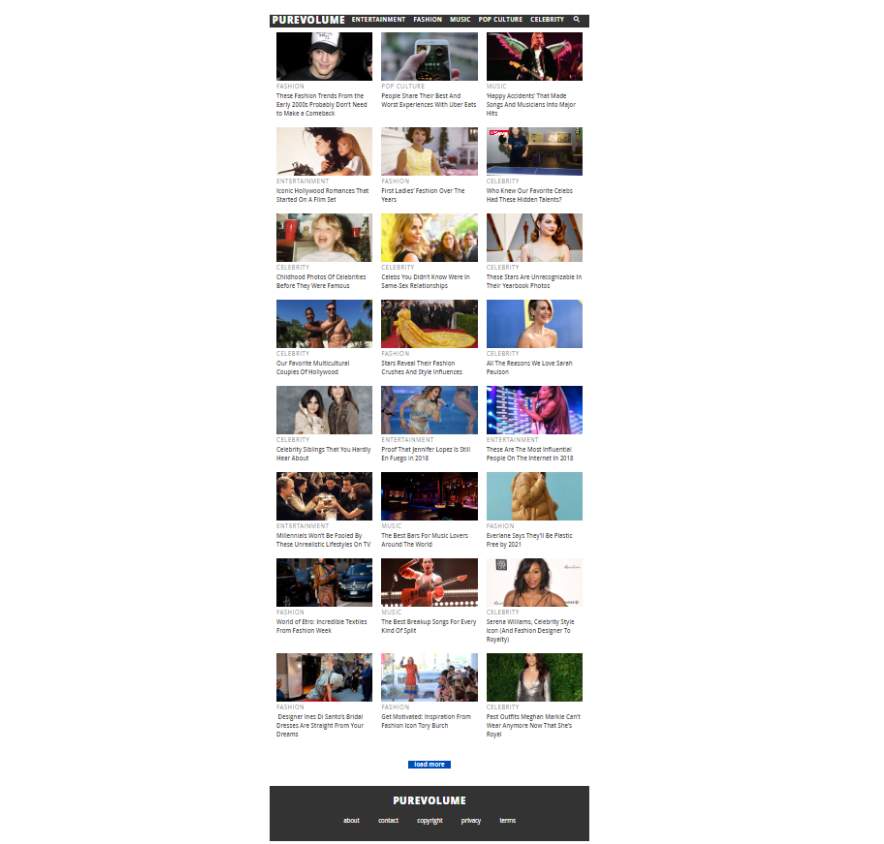 PUREVOLUME ENTERTAINMENT FASHION MUSIC POP CULTURE CELEBRITY
FASHION
These Fashion Trends From the
Early 2000s Probably Don't Need
to Make a Comeback
POP CULTURE
People Share Their Best And
Worst Experiences With Uber Eats
MUSIC
'Happy Accidents' That Made
Songs And Musicians Into Major
Hits
ENTERTAINMENT
Iconic Hollywood Romances That
Started On A Film Set
FASHION
First Ladies' Fashion Over The
Years
CELEBRITY
Who Knew Our Favorite Celebs
Had These Hidden Talents?
CELEBRITY
Childhood Photos Of Celebrities
Before They Were Famous
CELEBRITY
Celebs You Didn't Know Were In
Same-Sex Relationships
CELEBRITY
These Stars Are Unrecognizable In
Their Yearbook Photos
CELEBRITY
Our Favorite Multicultural
Couples Of Hollywood
FASHION
Stars Reveal Their Fashion
Crushes And Style Influences
CELEBRITY
All The Reasons We Love Sarah
Paulson
CELEBRITY
Celebrity Siblings That You Hardly
Hear About
ENTERTAINMENT
Proof That Jennifer Lopez Is Still
En Fuego in 2018
ENTERTAINMENT
These Are The Most Influential
People On The Internet In 2018
ENTERTAINMENT
Millennials Won't Be Fooled By
These Unrealistic Lifestyles On TV
MUSIC
The Best Bars For Music Lovers
Around The World
FASHION
Everlane Says They'll Be Plastic
Free by 2021
FASHION
World of Etro: Incredible Textiles
From Fashion Week
MUSIC
The Best Breakup Songs For Every
Kind Of Split
CELEBRITY
Serena Williams, Celebrity Style
Icon (And Fashion Designer To
Royalty)
FASHION
Designer Ines Di Santo's Bridal
Dresses Are Straight From Your
Dreams
FASHION
Get Motivated: Inspiration From
Fashion Icon Tory Burch
CELEBRITY
Past Outfits Meghan Markle Can't
Wear Anymore Now That She's
Royal
load more
PUREVOLUME
about contact copyright privacy terms